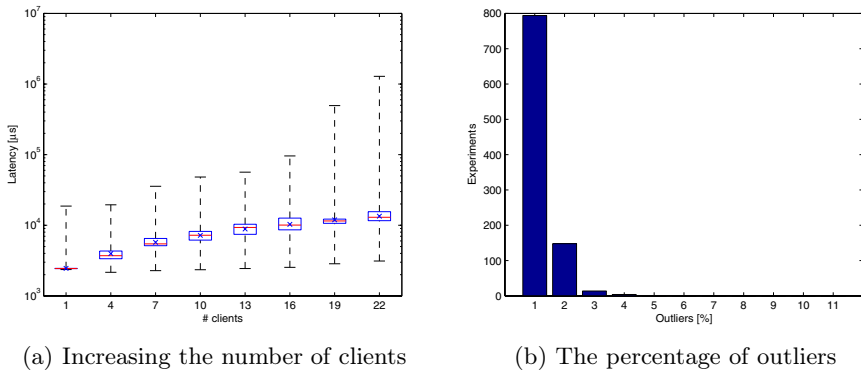 10^7
10^6
10^5
10^4
10^3
Latency [μs]
1 4 7 10 13 16 19 22
# clients
(a) Increasing the number of clients
800
700
600
500
400
300
200
100
0
Experiments
1 2 3 4 5 6 7 8 9 10 11
Outliers [%]
(b) The percentage of outliers